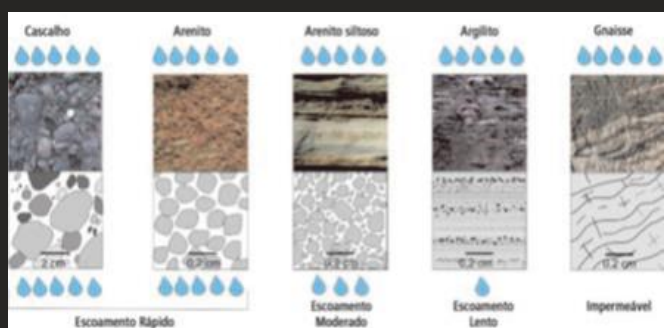 Cascalho
Arenito
Arenito siltoso
Argilito
Gnaisse
2 cm
0,2 cm
0,2 cm
0,2 cm
0,2 cm
Escoamento Rápido
Escoamento
Moderado
Escoamento
Lento
Impermeável